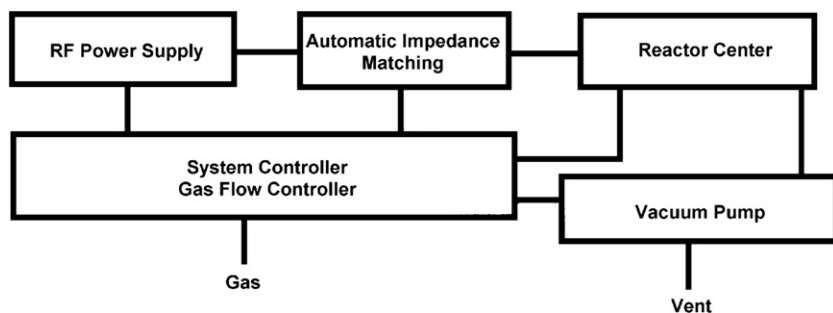 RF Power Supply
Automatic Impedance
Matching
Reactor Center
System Controller
Gas Flow Controller
Vacuum Pump
Gas
Vent